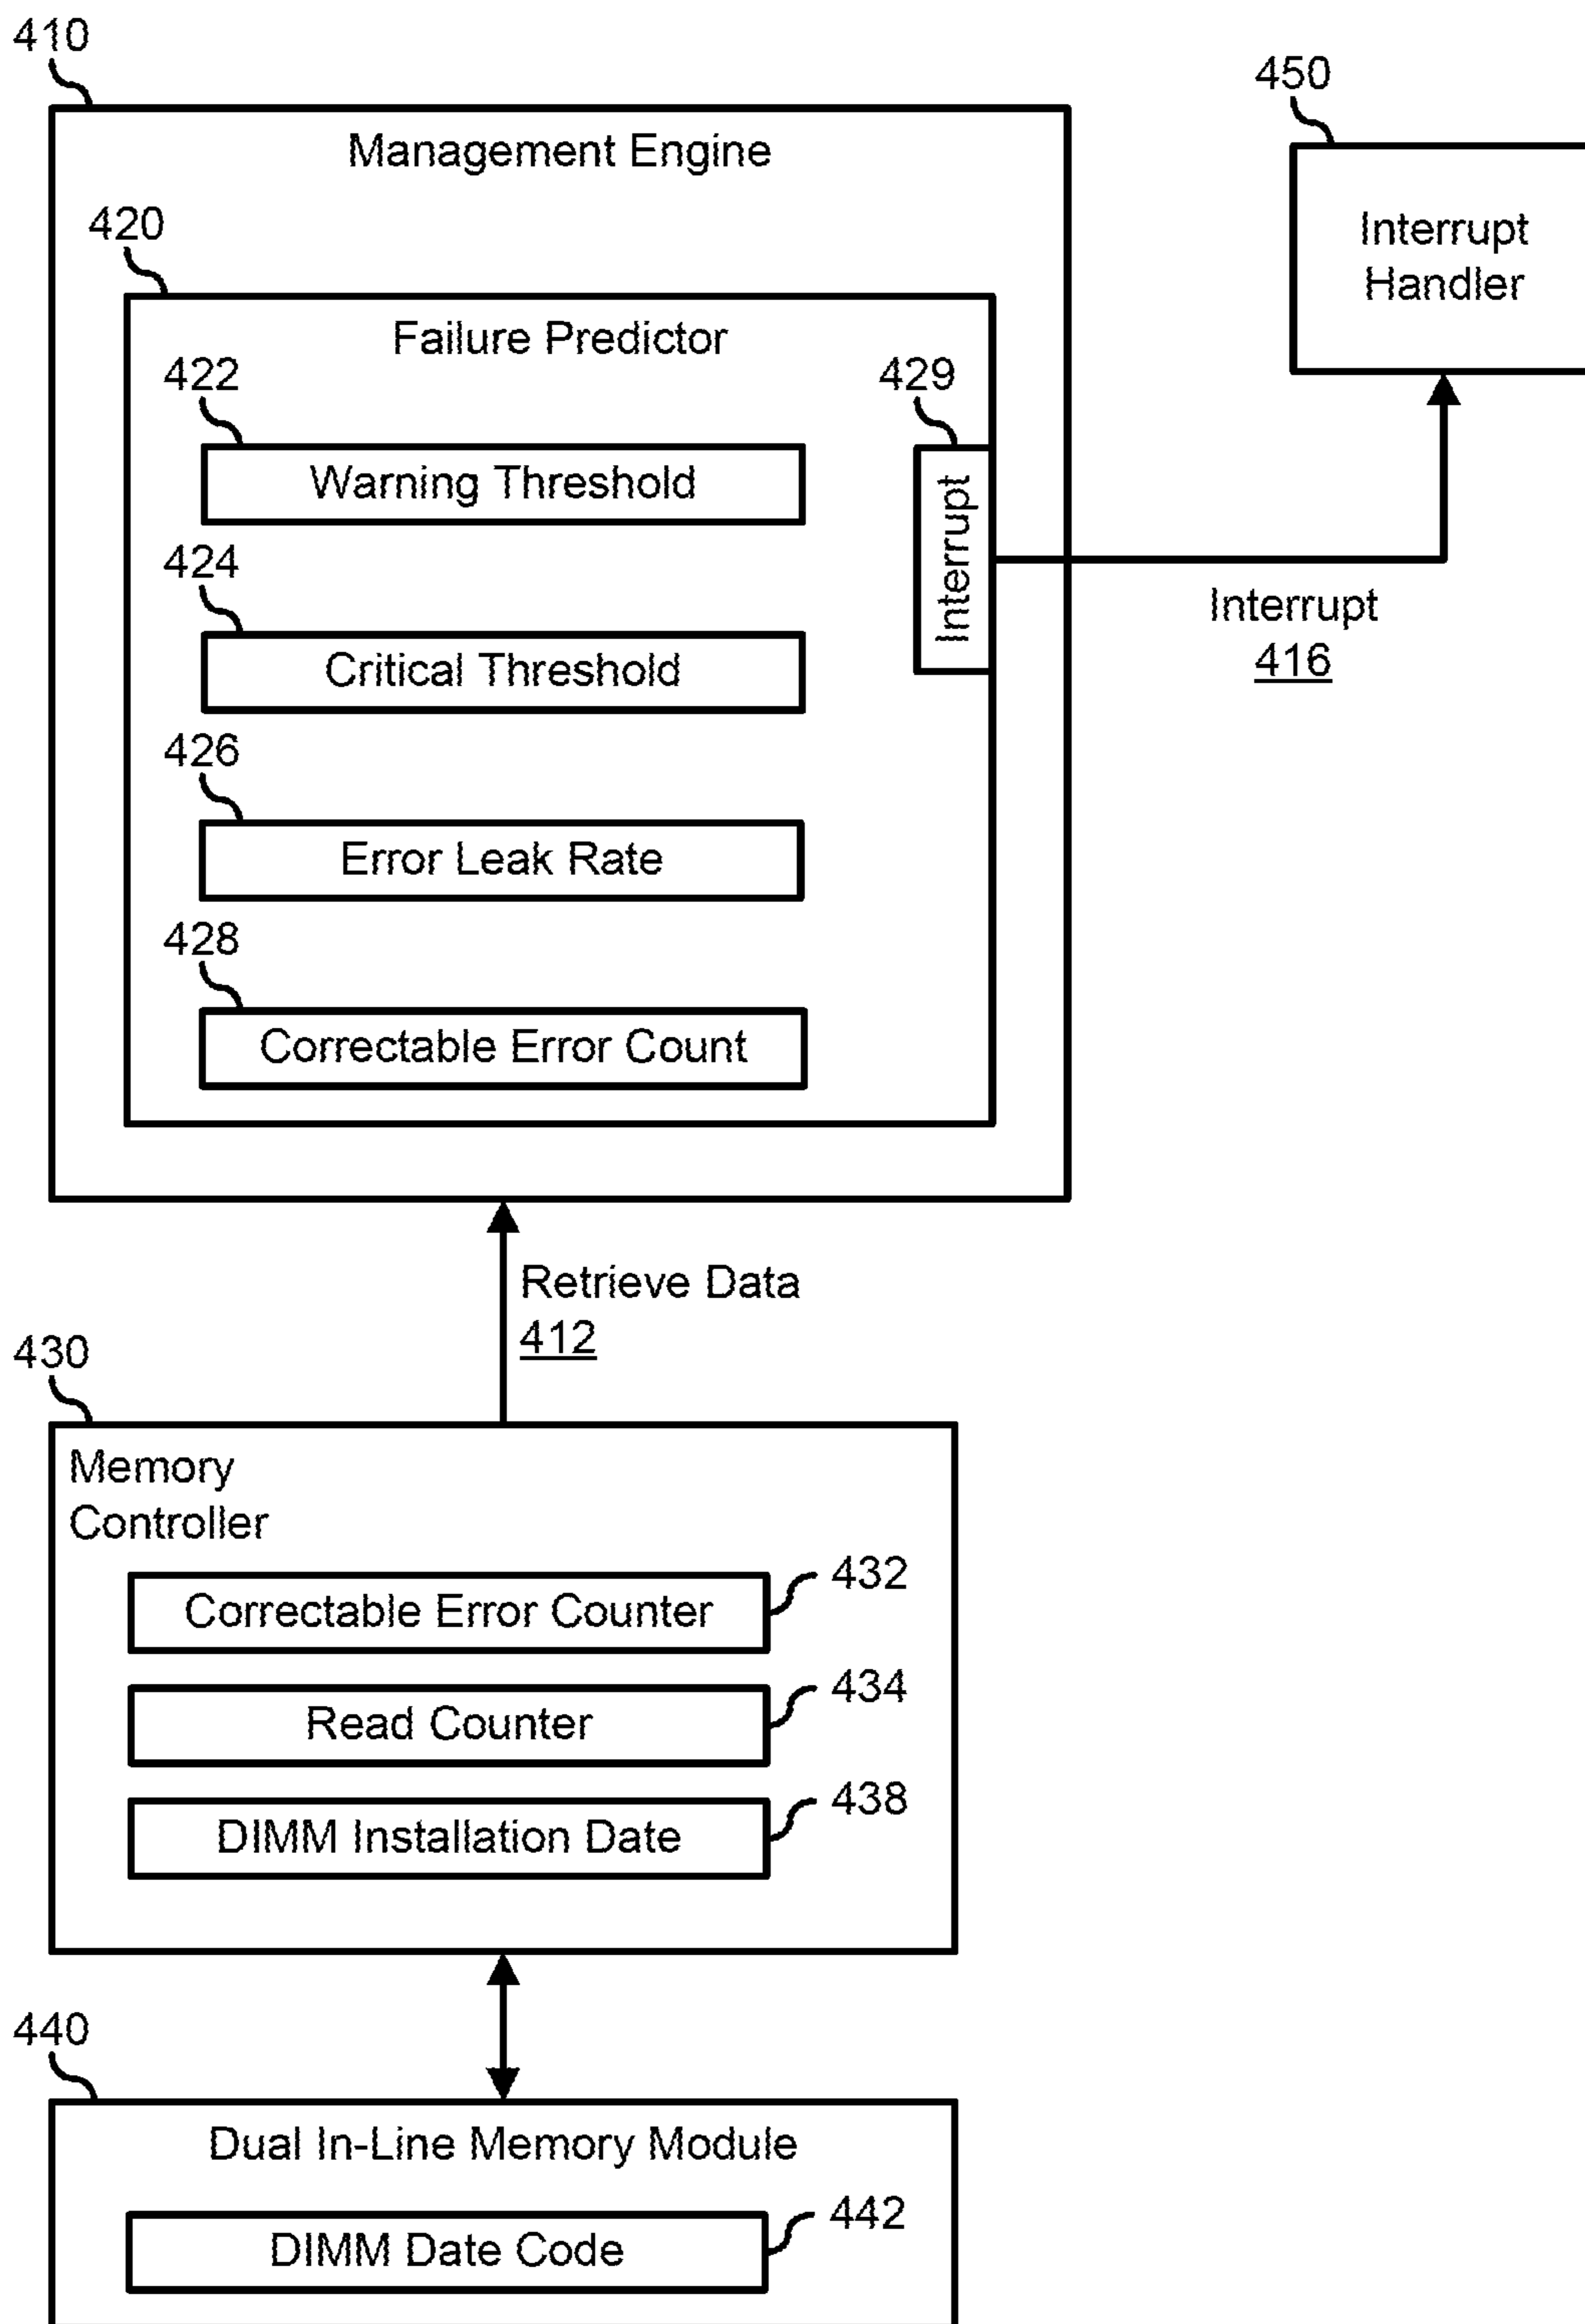 410
Management Engine
450
Interrupt
Handler
420
Failure Predictor
422
Warning Threshold
429
Interrupt
424
Critical Threshold
Interrupt
416
426
Error Leak Rate
428
Correctable Error Count
Retrieve Data
412
430
Memory
Controller
Correctable Error Counter
432
Read Counter
434
DIMM Installation Date
438
440
Dual In-Line Memory Module
DIMM Date Code
442